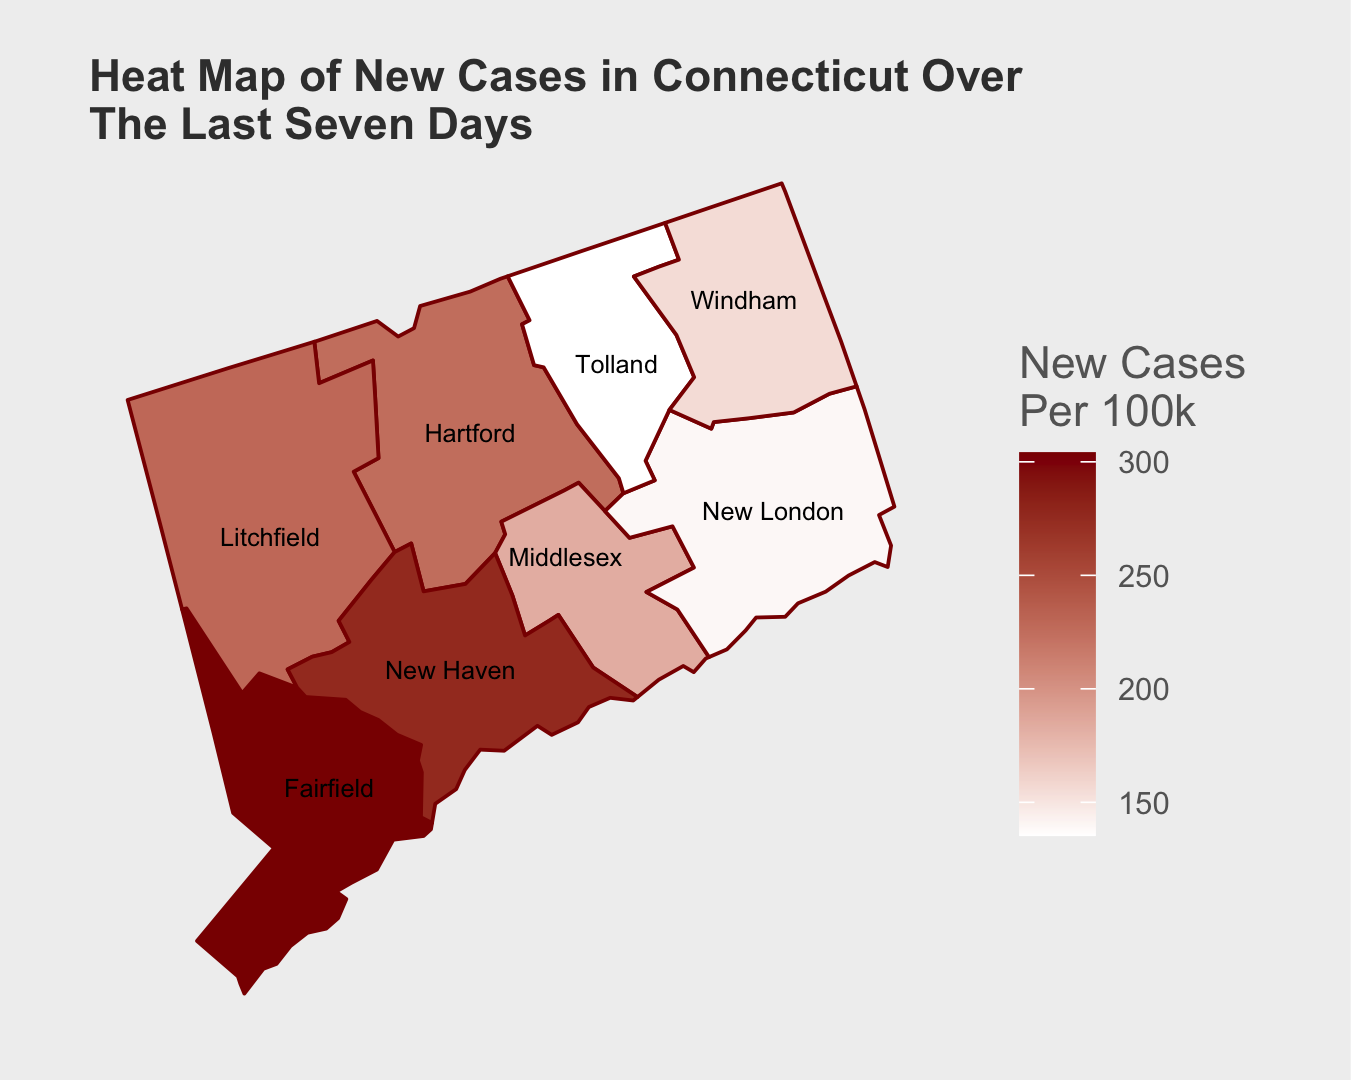 Heat Map of New Cases in Connecticut Over
The Last Seven Days
Windham
Tolland
Hartford
New London
Litchfield
Middlesex
New Haven
Fairfield
New Cases
Per 100k
300
250
200
150